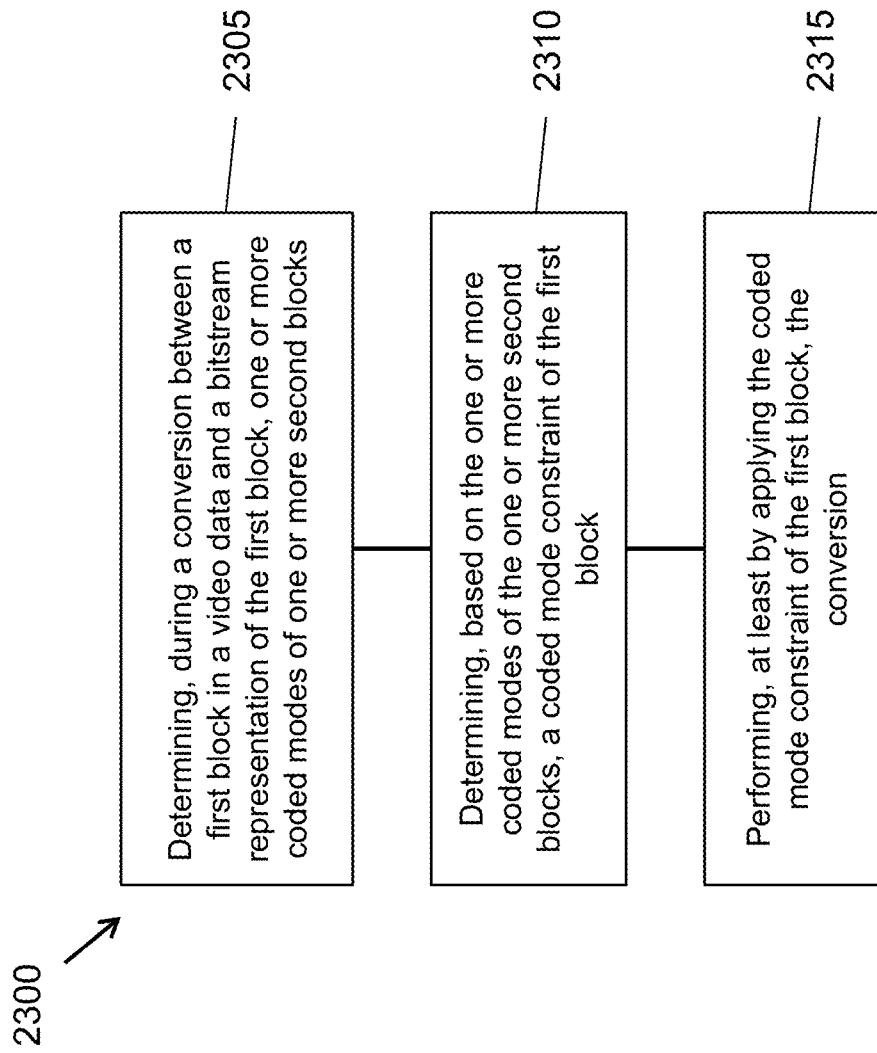 2300
Determining, during a conversion between a
first block in a video data and a bitstream
representation of the first block, one or more
coded modes of one or more second blocks
2305
Determining, based on the one or more
coded modes of the one or more second
blocks, a coded mode constraint of the first
block
2310
Performing, at least by applying the coded
mode constraint of the first block, the
conversion
2315